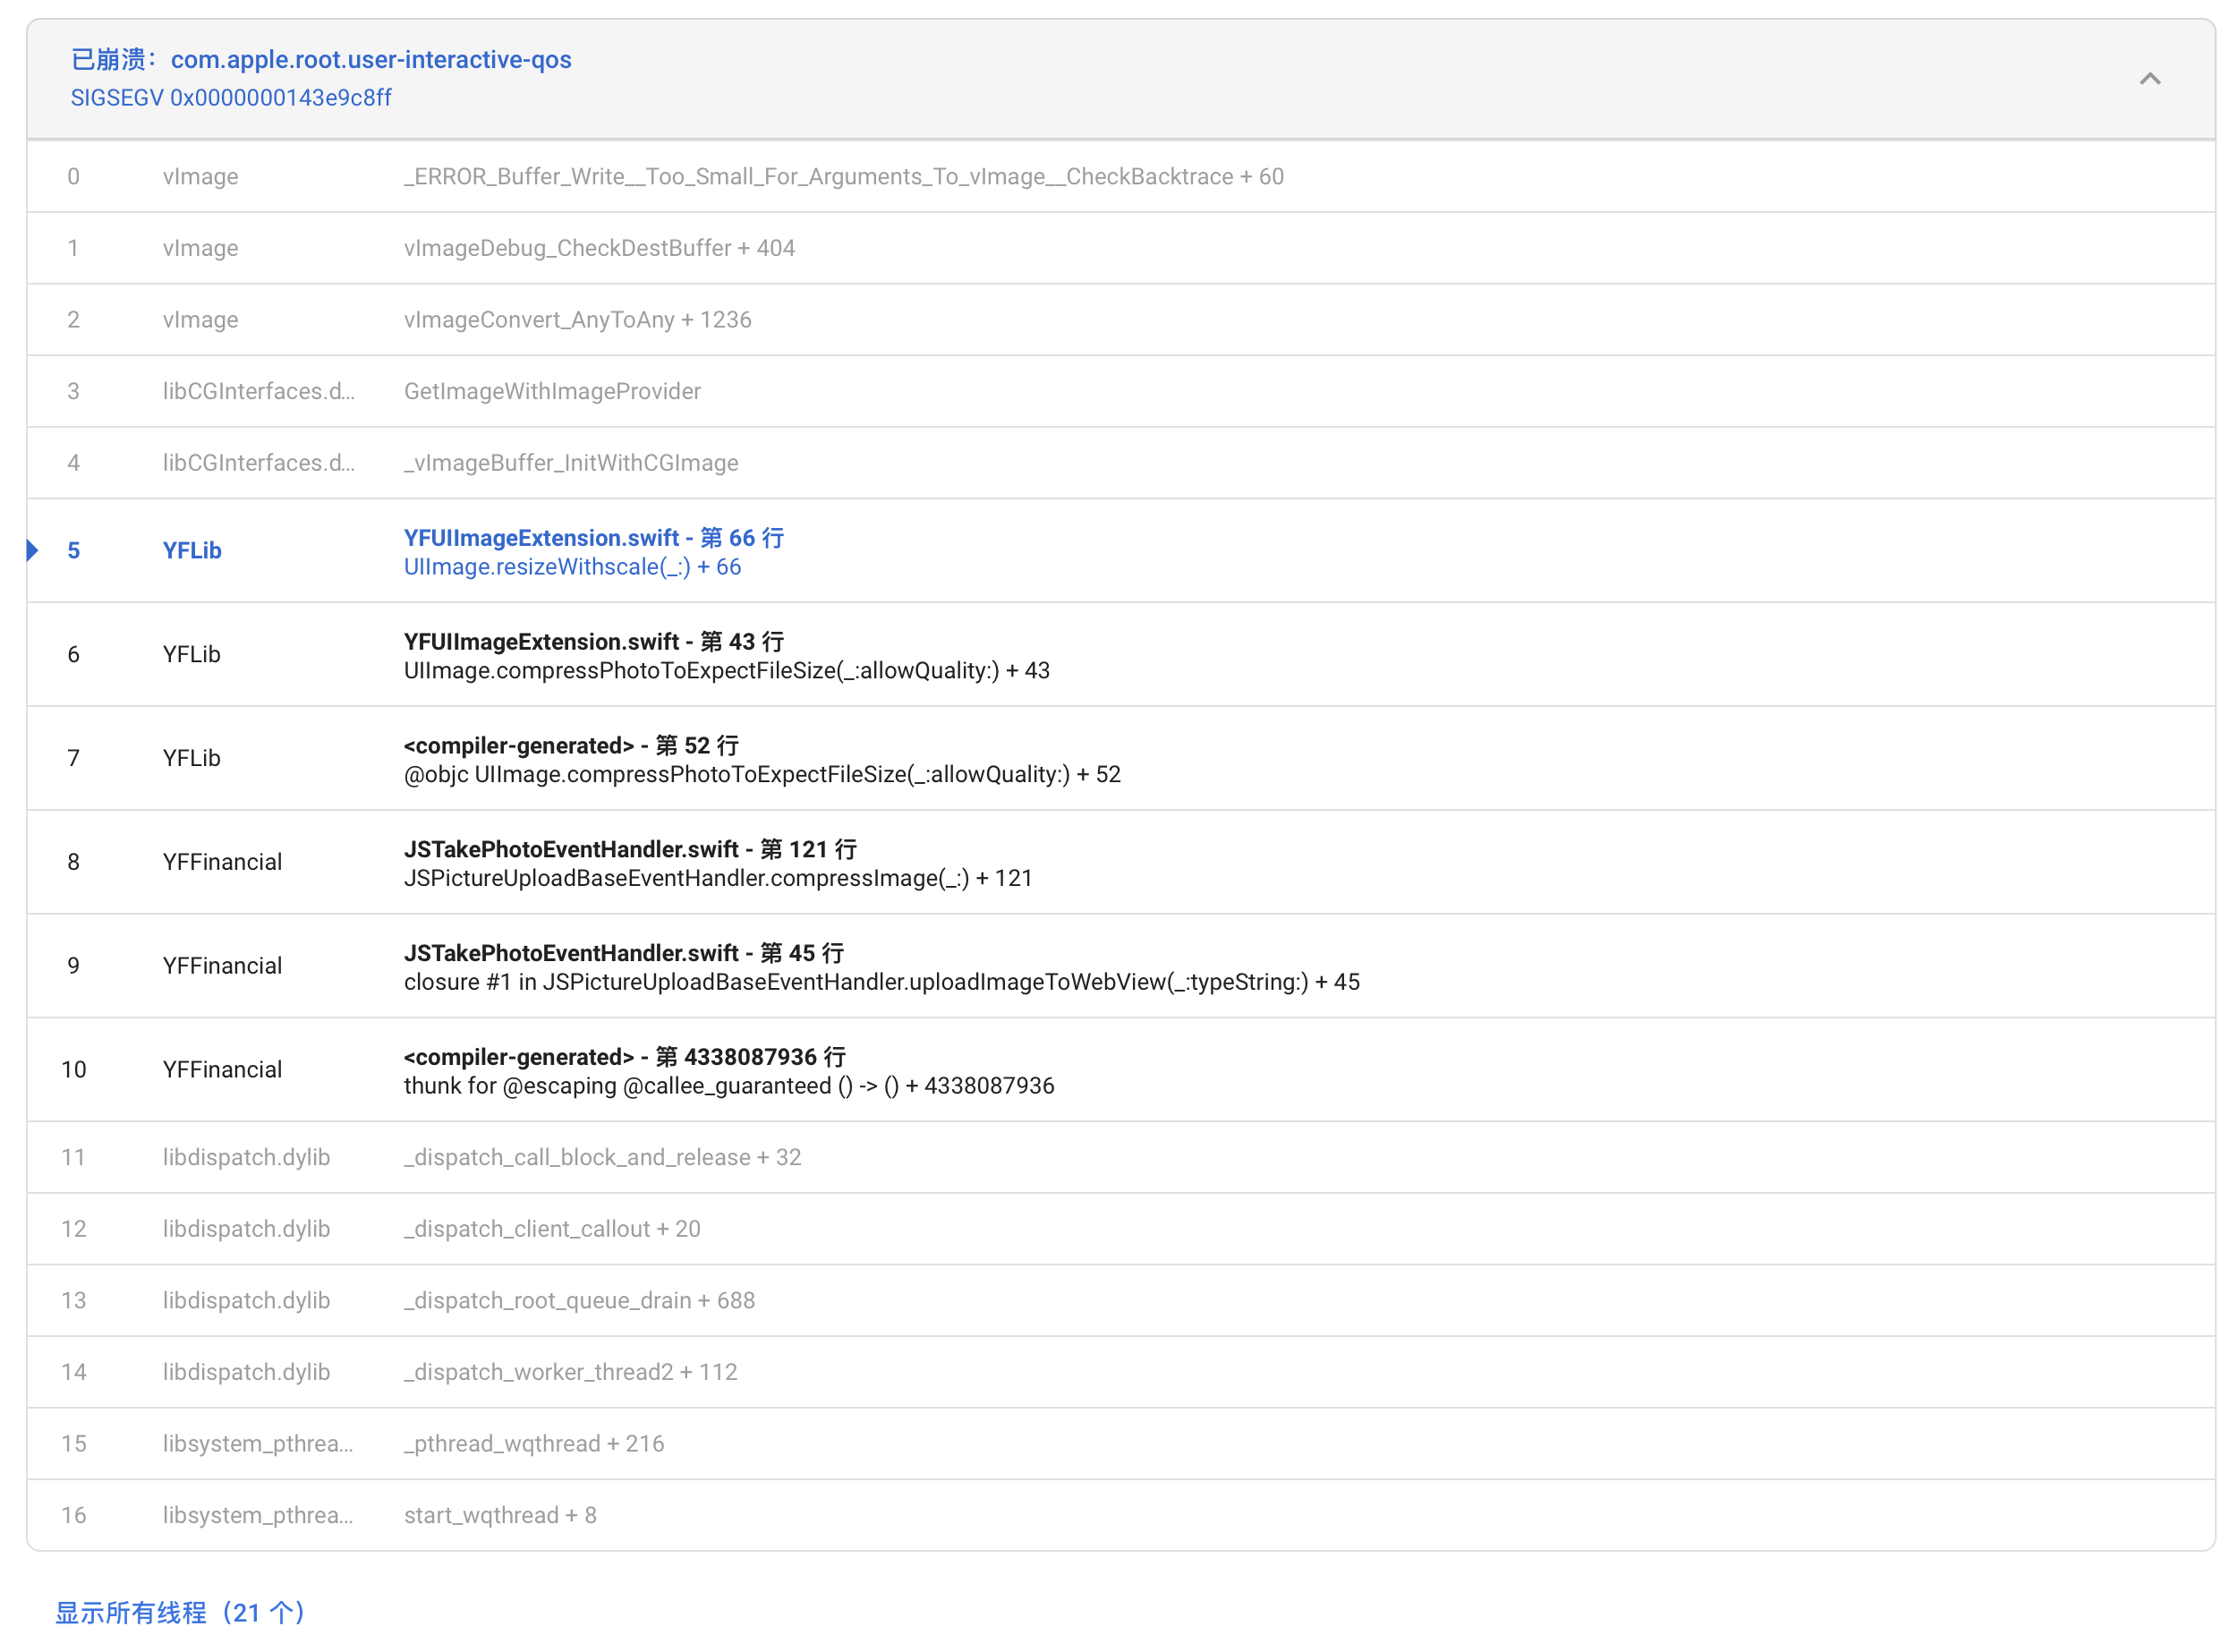 已崩溃：com.apple.root.user-interactive-qos
SIGSEGV 0x0000000143e9c8ff
0 vImage _ERROR_Buffer_Write__Too_Small_For_Arguments_To_vImage__CheckBacktrace + 60
1 vImage vImageDebug_CheckDestBuffer + 404
2 vImage vImageConvert_AnyToAny + 1236
3 libCGInterfaces.d... GetImageWithImageProvider
4 libCGInterfaces.d... _vImageBuffer_InitWithCGImage
5 YFLib YFUIImageExtension.swift - 第 66 行
UIImage.resizeWithscale(_:) + 66
6 YFLib YFUIImageExtension.swift - 第 43 行
UIImage.compressPhotoToExpectFileSize(_:allowQuality:) + 43
7 YFLib <compiler-generated> - 第 52 行
@objc UIImage.compressPhotoToExpectFileSize(_:allowQuality:) + 52
8 YFFinancial JSTakePhotoEventHandler.swift - 第 121 行
JSPictureUploadBaseEventHandler.compressImage(_:) + 121
9 YFFinancial JSTakePhotoEventHandler.swift - 第 45 行
closure #1 in JSPictureUploadBaseEventHandler.uploadImageToWebView(_:typeString:) + 45
10 YFFinancial <compiler-generated> - 第 4338087936 行
thunk for @escaping @callee_guaranteed () -> () + 4338087936
11 libdispatch.dylib _dispatch_call_block_and_release + 32
12 libdispatch.dylib _dispatch_client_callout + 20
13 libdispatch.dylib _dispatch_root_queue_drain + 688
14 libdispatch.dylib _dispatch_worker_thread2 + 112
15 libsystem_pthrea... _pthread_wqthread + 216
16 libsystem_pthrea... start_wqthread + 8
显示所有线程（21 个）